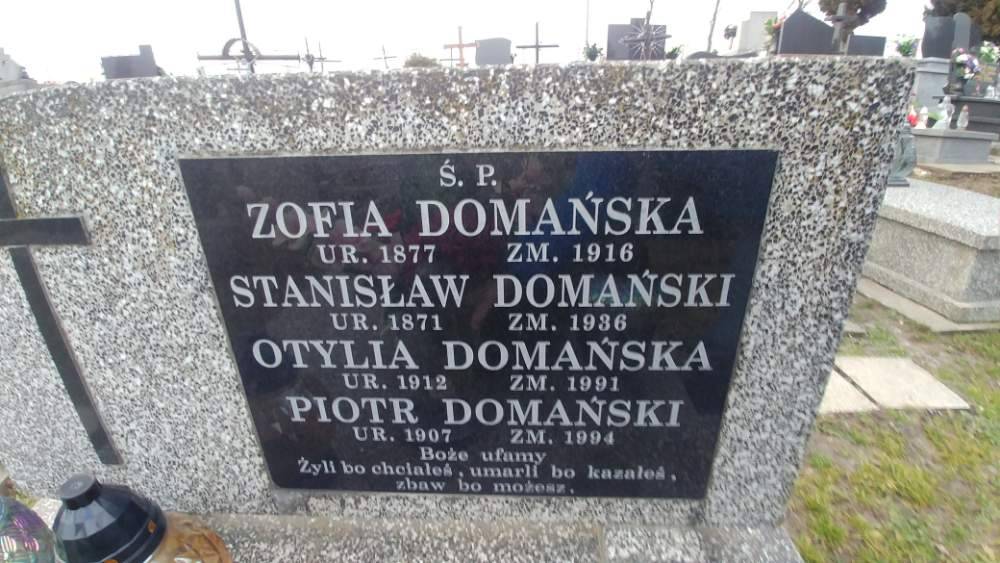 Ś. P.
ZOFIA DOMAŃSKA
UR. 1877 ZM. 1916
STANISŁAW DOMAŃSKI
UR. 1871 ZM. 1936
OTYLIA DOMAŃSKA
UR. 1912 ZM. 1991
PIOTR DOMAŃSKI
UR. 1907 ZM. 1994
Boże ufamy
Żyli bo chciałeś, umarli bo kazałeś,
zbaw bo możesz.